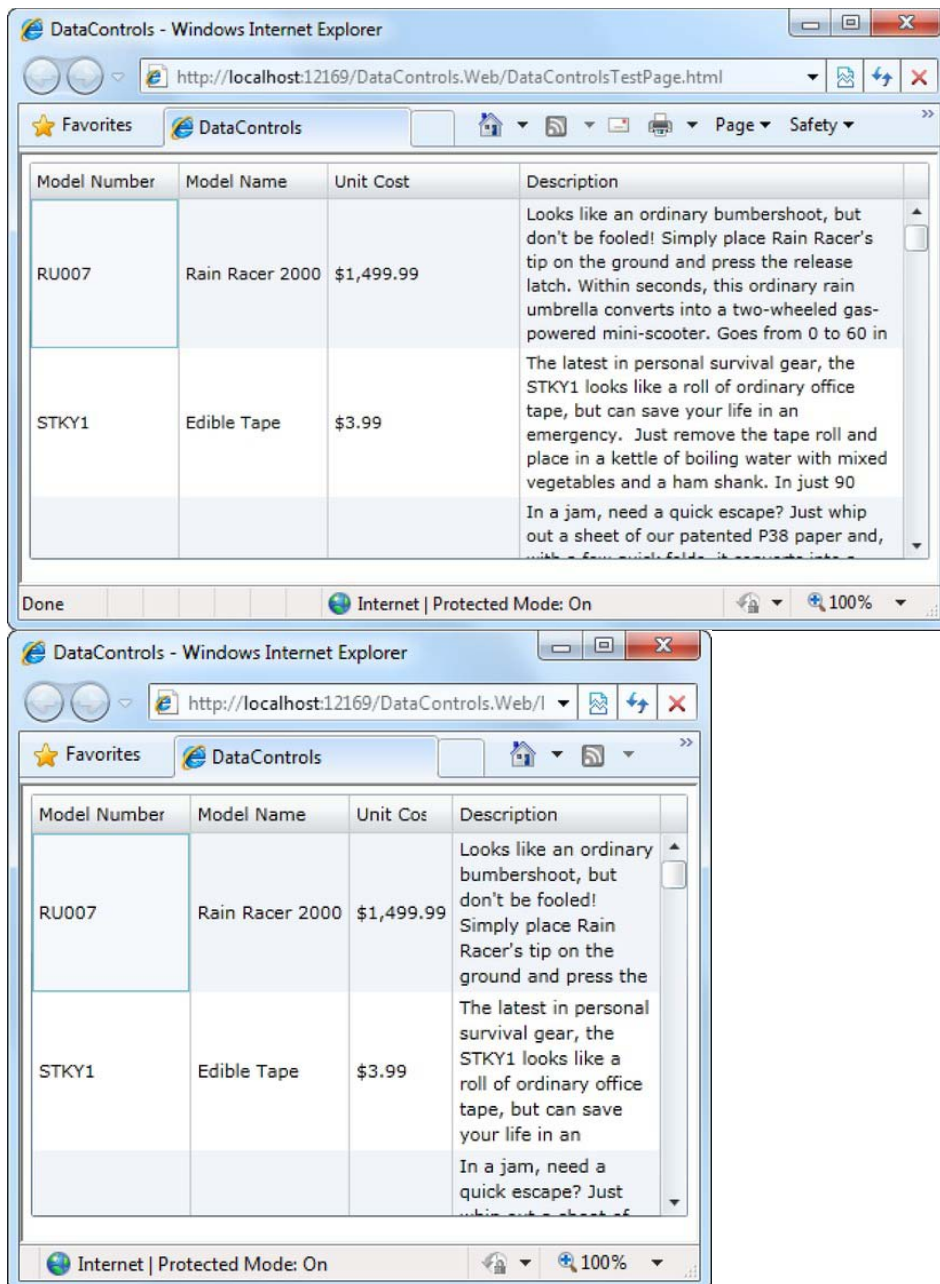 DataControls - Windows Internet Explorer
http://localhost:12169/DataControls.Web/DataControlsTestPage.html
Favorites DataControls Page Safety
Model Number Model Name Unit Cost Description
Looks like an ordinary bumbershoot, but
don't be fooled! Simply place Rain Racer's
tip on the ground and press the release
RU007 Rain Racer 2000 $1,499.99 latch. Within seconds, this ordinary rain
umbrella converts into a two-wheeled gas-
powered mini-scooter. Goes from 0 to 60 in
The latest in personal survival gear, the
STKY1 looks like a roll of ordinary office
STKY1 Edible Tape $3.99 tape, but can save your life in an
emergency. Just remove the tape roll and
place in a kettle of boiling water with mixed
vegetables and a ham shank. In just 90
In a jam, need a quick escape? Just whip
out a sheet of our patented P38 paper and,
with a few quick folds, it converts into a
Done Internet | Protected Mode: On 100%
DataControls - Windows Internet Explorer
http://localhost:12169/DataControls.Web/
Favorites DataControls
Model Number Model Name Unit Cos Description
Looks like an ordinary
bumbershoot, but
don't be fooled!
RU007 Rain Racer 2000 $1,499.99 Simply place Rain
Racer's tip on the
ground and press the
The latest in personal
survival gear, the
STKY1 Edible Tape $3.99 STKY1 looks like a
roll of ordinary office
tape, but can save
your life in an
In a jam, need a
quick escape? Just
whip out a sheet of
Internet | Protected Mode: On 100%